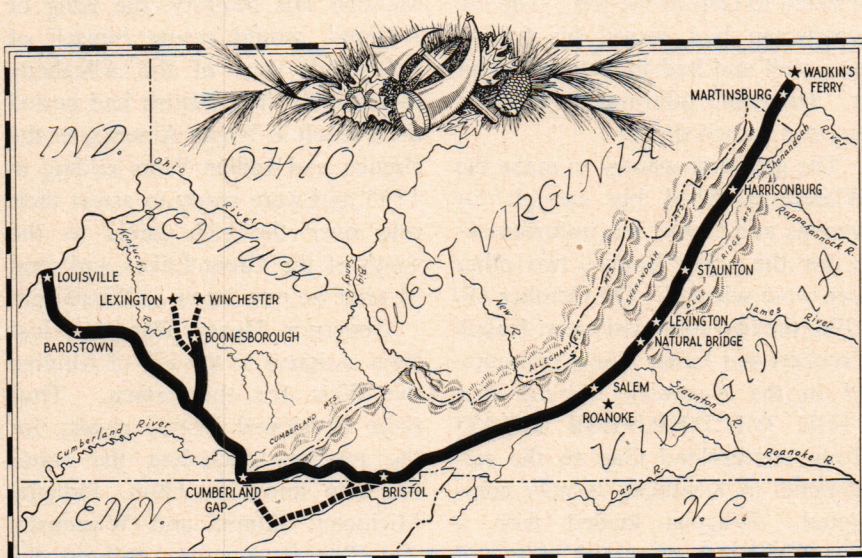 WADKIN'S
FERRY
MARTINSBURG
IND.
OHIO
Ohio
River
Shenandoah
River
HARRISONBURG
Rappahannock R.
KENTUCKY
Kentucky
R.
Big
Sandy R.
WEST VIRGINIA
New R.
ALLEGHANIES
MTS.
SHENANDOAH
MTS.
BLUE RIDGE MTS.
STAUNTON
LOUISVILLE
LEXINGTON
WINCHESTER
BOONESBOROUGH
BARDSTOWN
LEXINGTON
NATURAL BRIDGE
James
River
SALEM
ROANOKE
VIRGINIA
Staunton
R.
Roanoke R.
Dan R.
CUMBERLAND MTS.
Cumberland River
CUMBERLAND
GAP
BRISTOL
TENN.
N.C.